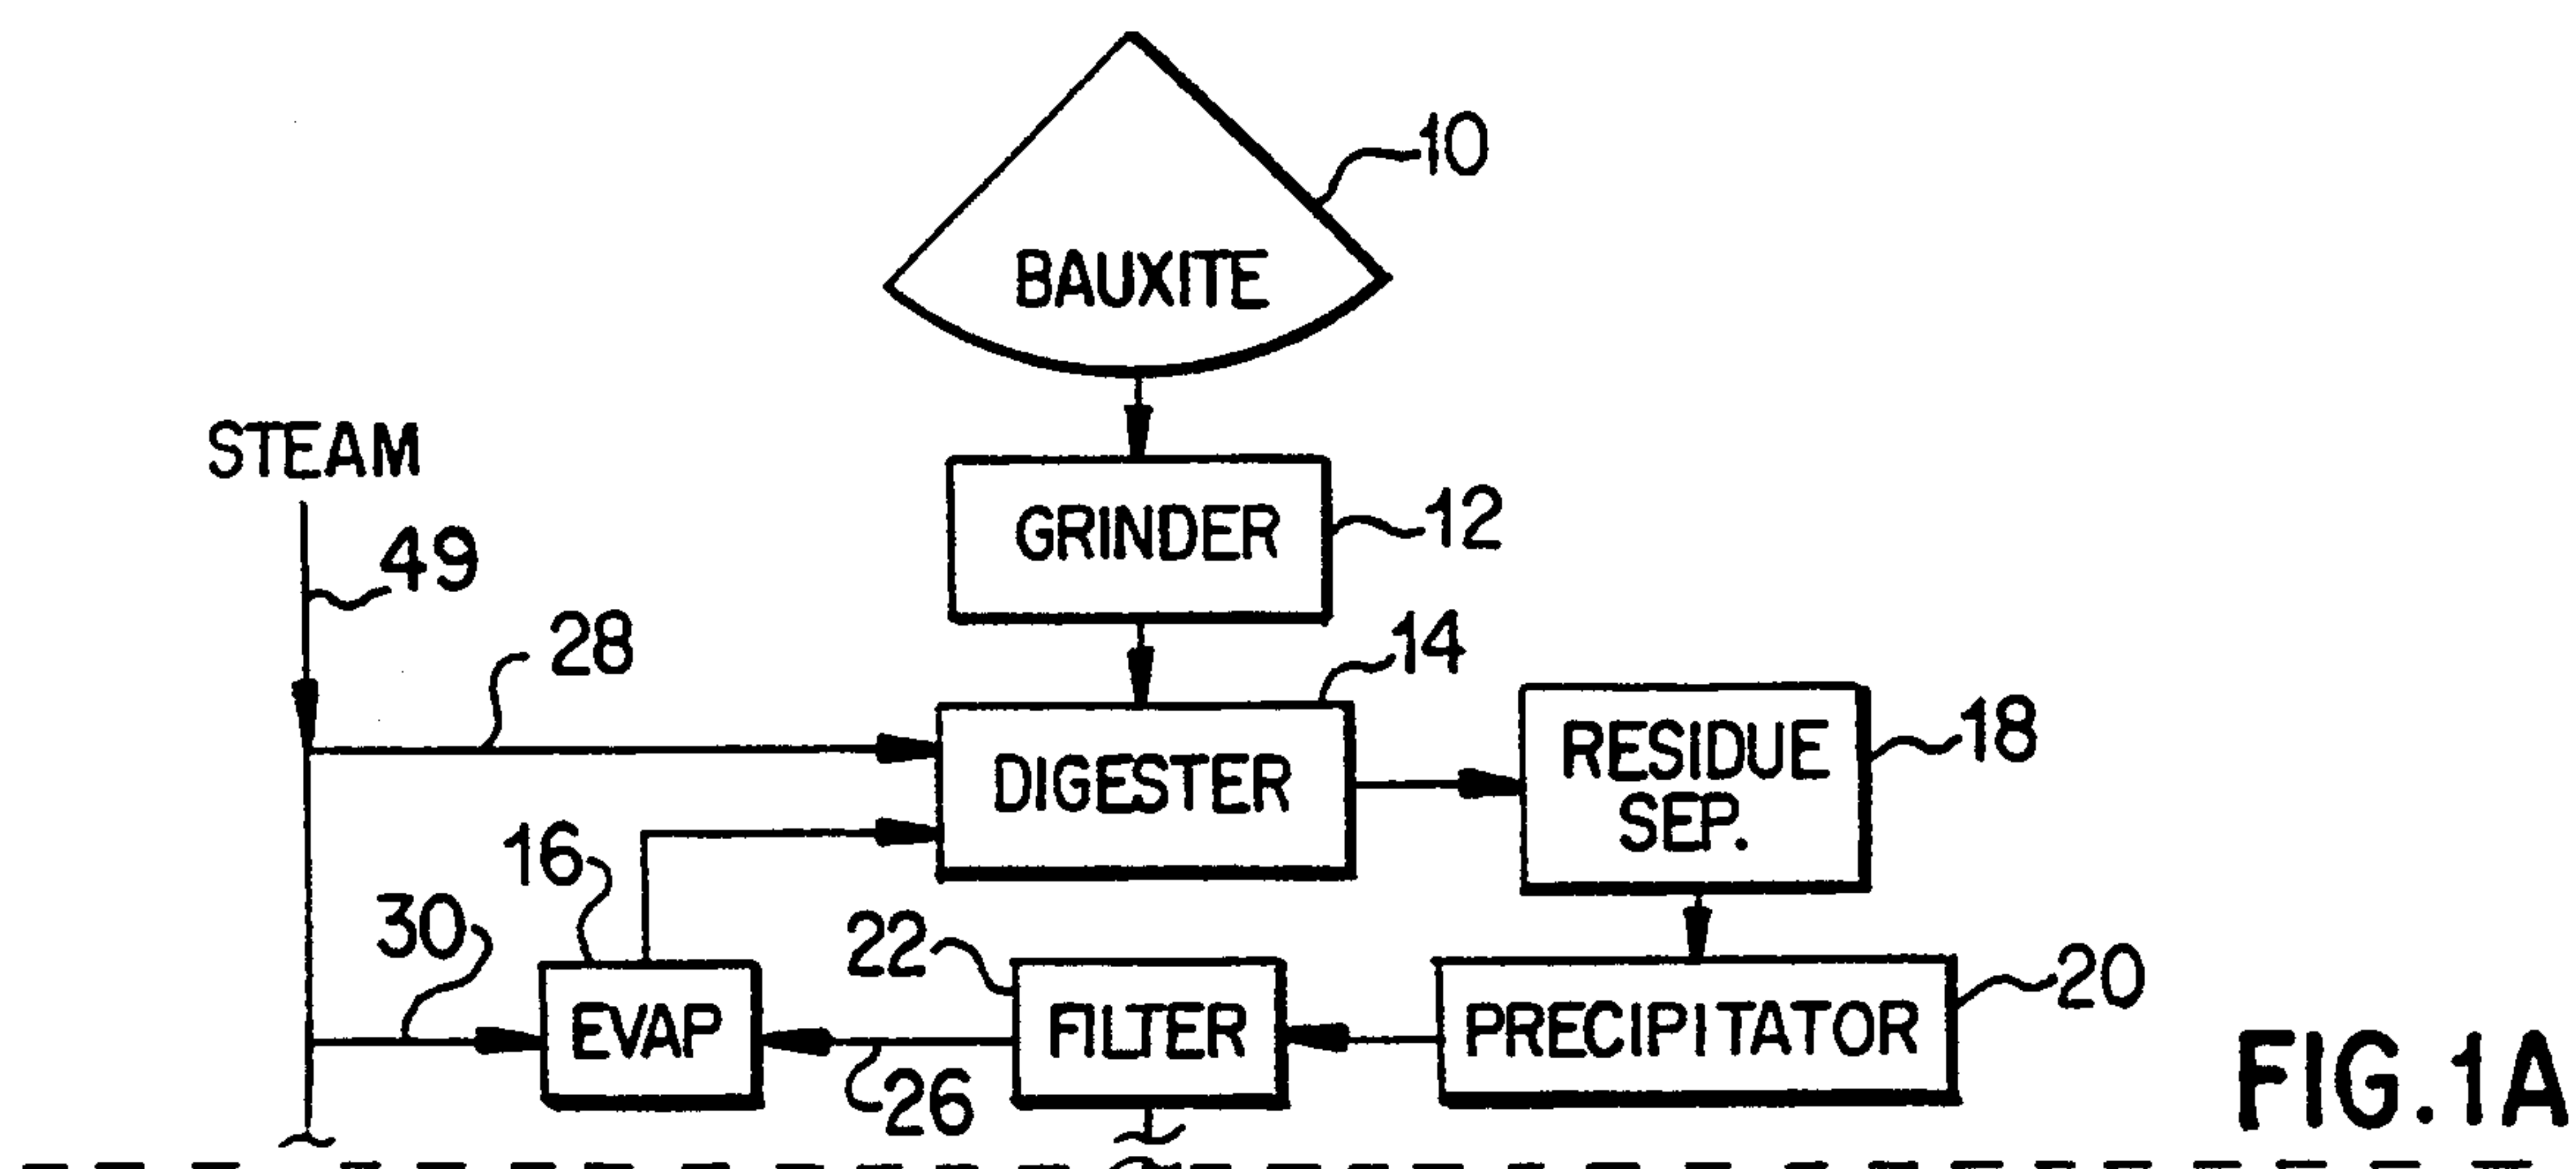 10
BAUXITE
STEAM
GRINDER
12
49
28
14
DIGESTER
RESIDUE
SEP.
18
16
30
22
EVAP
FILTER
PRECIPITATOR
20
26
FIG.1A